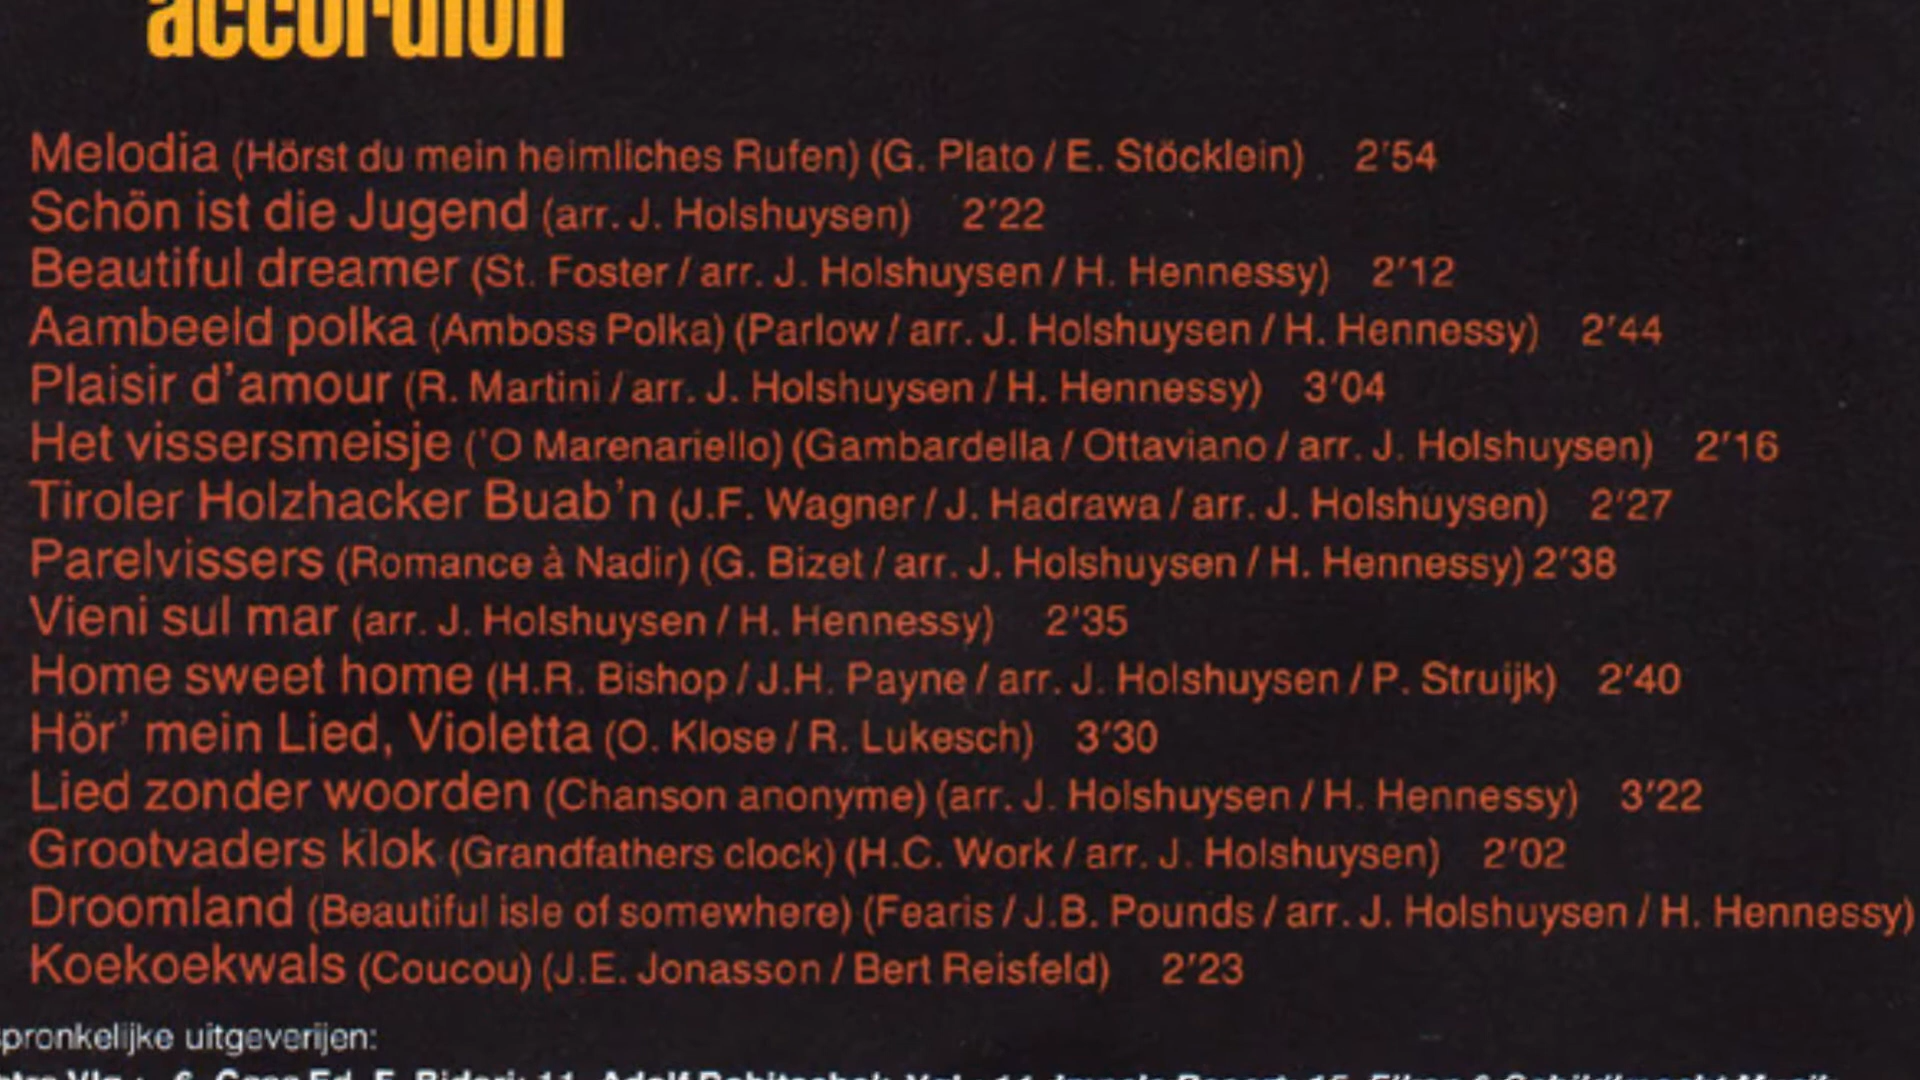 accordion
Melodia (Hörst du mein heimliches Rufen) (G. Plato / E. Stöcklein) 2'54
Schön ist die Jugend (arr. J. Holshuysen) 2'22
Beautiful dreamer (St. Foster / arr. J. Holshuysen / H. Hennessy) 2'12
Aambeeld polka (Amboss Polka) (Parlow / arr. J. Holshuysen / H. Hennessy) 2'44
Plaisir d'amour (R. Martini / arr. J. Holshuysen / H. Hennessy) 3'04
Het vissersmeisje ('O Marenariello) (Gambardella / Ottaviano / arr. J. Holshuysen) 2'16
Tiroler Holzhacker Buab'n (J.F. Wagner / J. Hadrawa / arr. J. Holshuysen) 2'27
Parelvissers (Romance à Nadir) (G. Bizet / arr. J. Holshuysen / H. Hennessy) 2'38
Vieni sul mar (arr. J. Holshuysen / H. Hennessy) 2'35
Home sweet home (H.R. Bishop / J.H. Payne / arr. J. Holshuysen / P. Struijk) 2'40
Hör' mein Lied, Violetta (O. Klose / R. Lukesch) 3'30
Lied zonder woorden (Chanson anonyme) (arr. J. Holshuysen / H. Hennessy) 3'22
Grootvaders klok (Grandfathers clock) (H.C. Work / arr. J. Holshuysen) 2'02
Droomland (Beautiful isle of somewhere) (Fearis / J.B. Pounds / arr. J. Holshuysen / H. Hennessy)
Koekoekwals (Coucou) (J.E. Jonasson / Bert Reisfeld) 2'23
spronkelijke uitgeverijen: